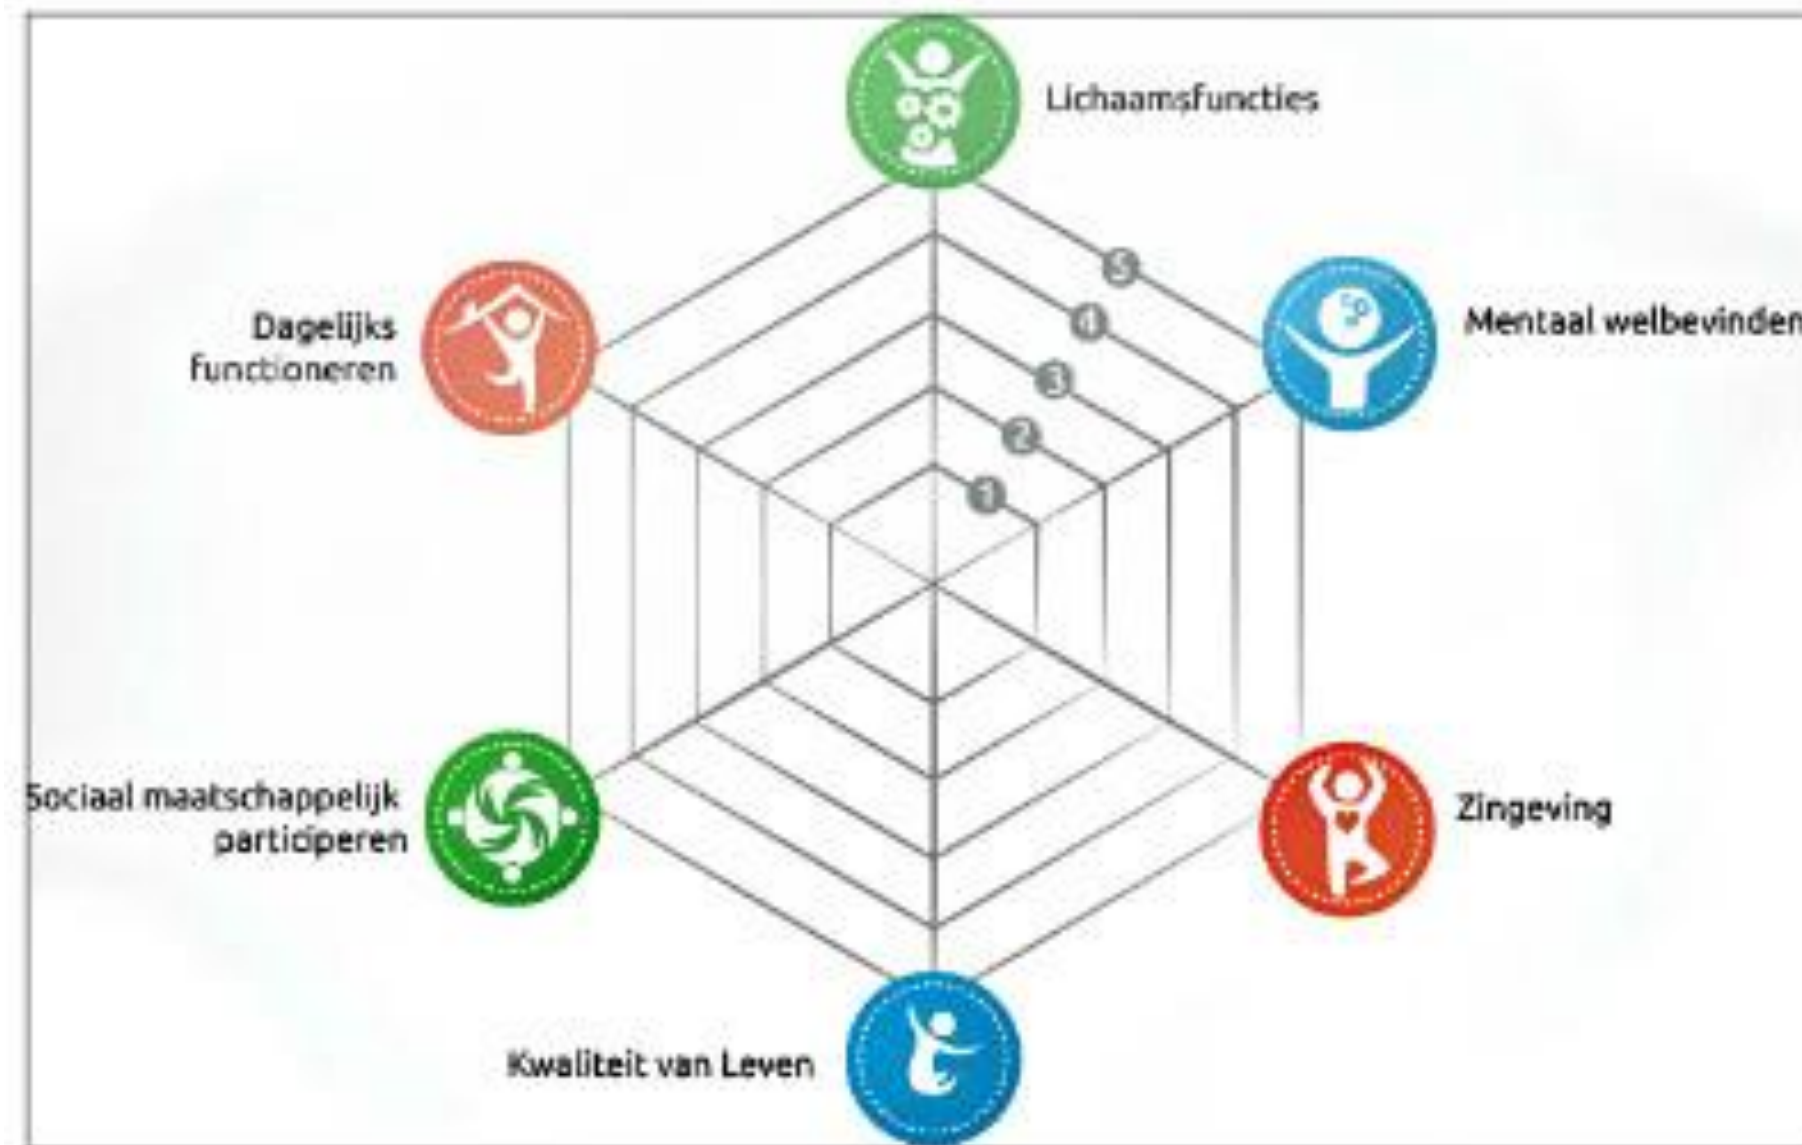 Lichaamsfuncties
5
Mentaal welbevinden
4
Dagelijks
functioneren
3
2
1
Sociaal maatschappelijk
participeren
Zingeving
Kwaliteit van Leven